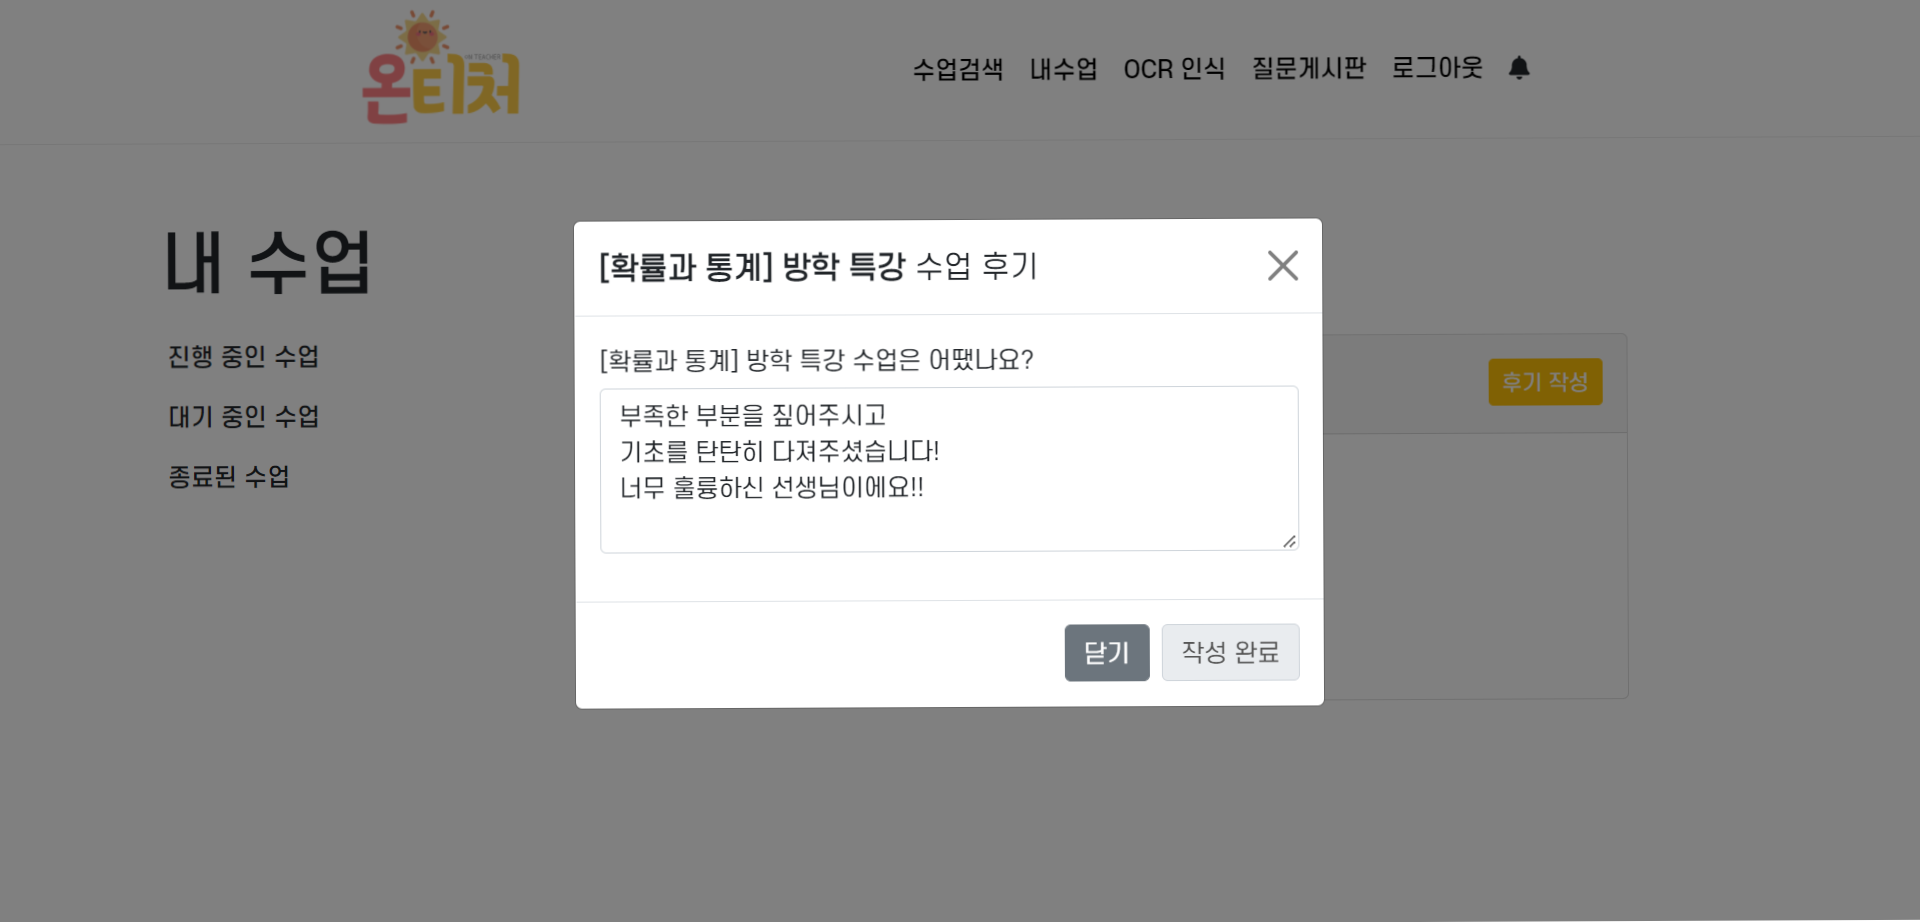 온티처
수업검색 내수업 OCR 인식 질문게시판 로그아웃
내 수업
진행 중인 수업
대기 중인 수업
종료된 수업
[확률과 통계] 방학 특강 수업 후기
[확률과 통계] 방학 특강 수업은 어땠나요?
부족한 부분을 짚어주시고
기초를 탄탄히 다져주셨습니다!
너무 훌륭하신 선생님이에요!!
닫기 작성 완료
후기 작성